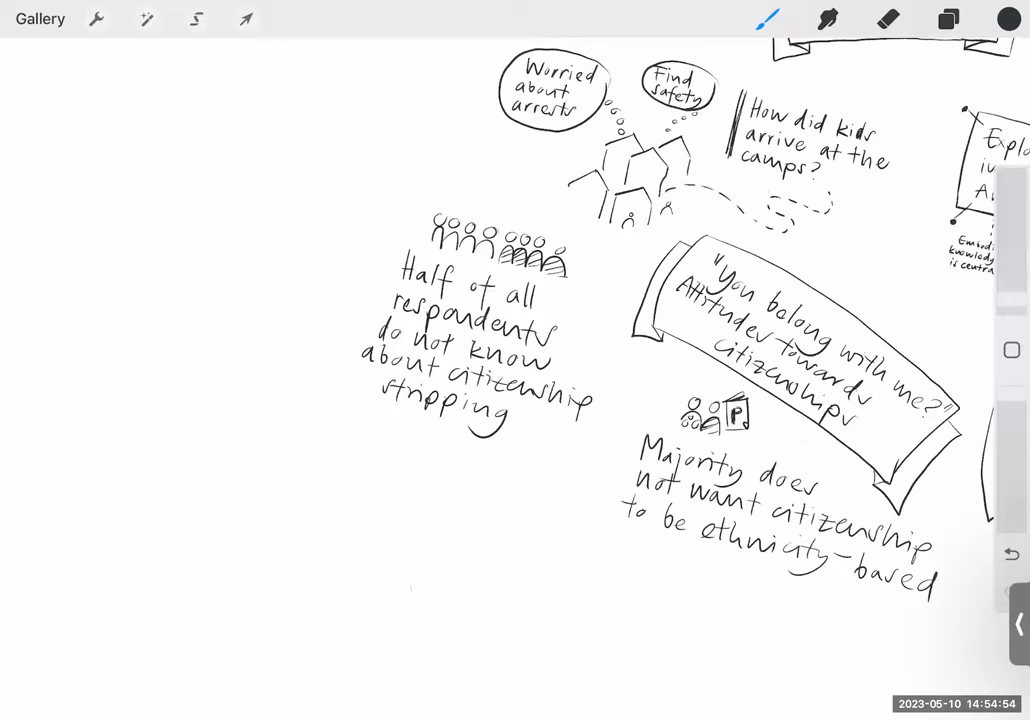 Gallery
Worried
about
arrests
Find
safety
How did kids
arrive at the
camps?
Half of all
respondents
do not know
about citizenship
stripping
"You belong with me?"
Attitudes towards
citizenships
P
Majority does
not want citizenship
to be ethnicity-based
is centra
2023-05-10 14:54:54